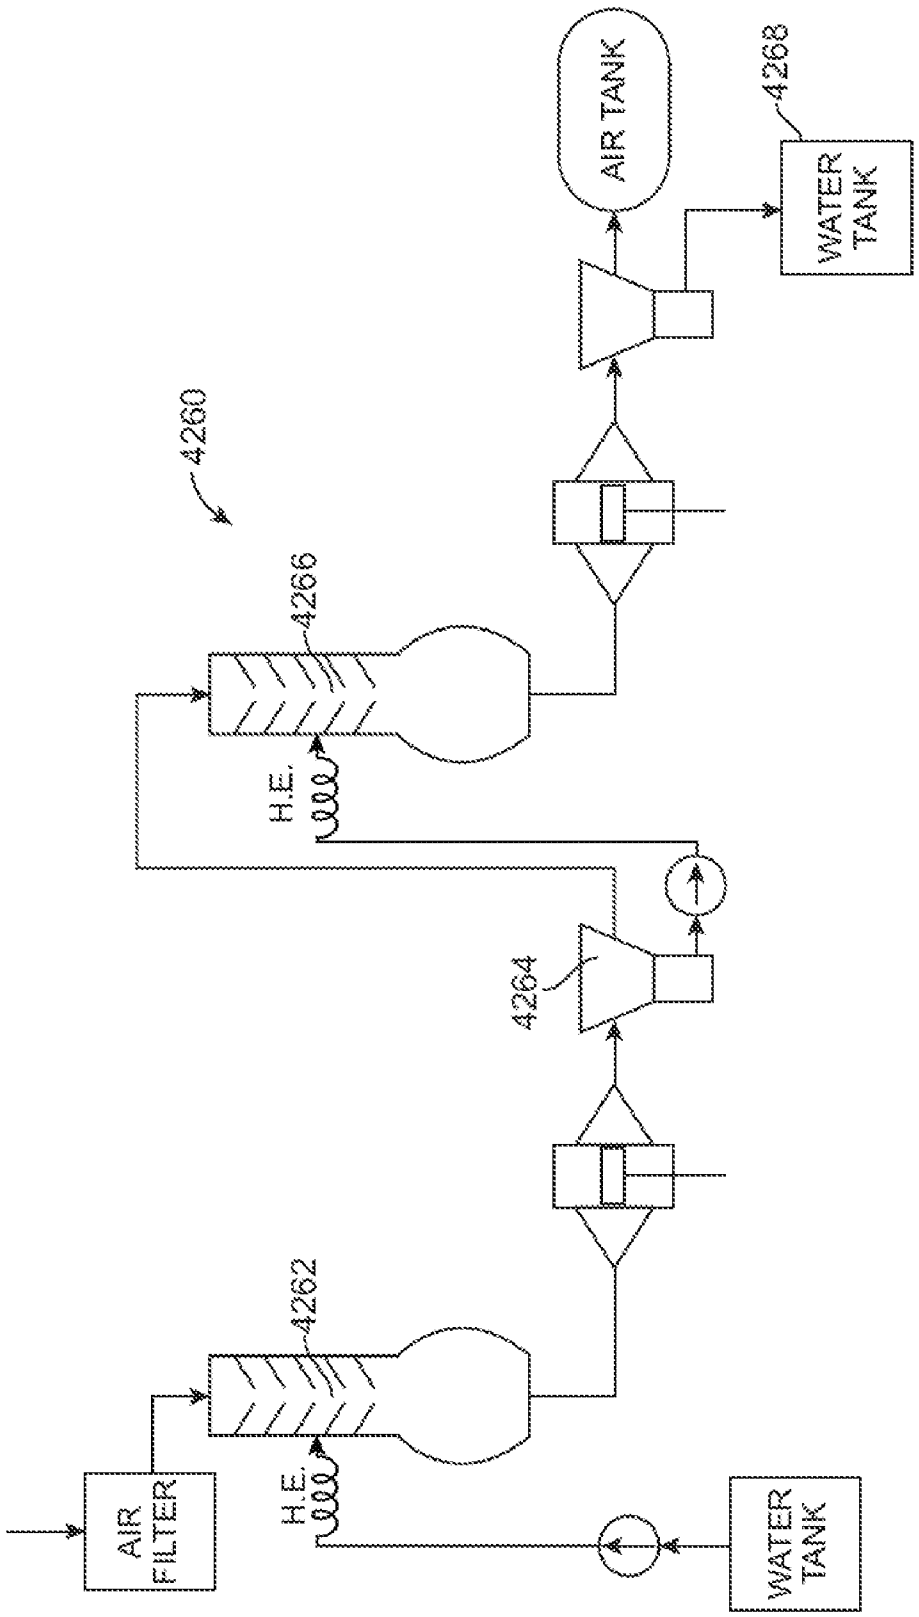 AIR
FILTER
H.E.
4262
WATER
TANK
4264
H.E.
4266
4260
AIR TANK
WATER
TANK
4268